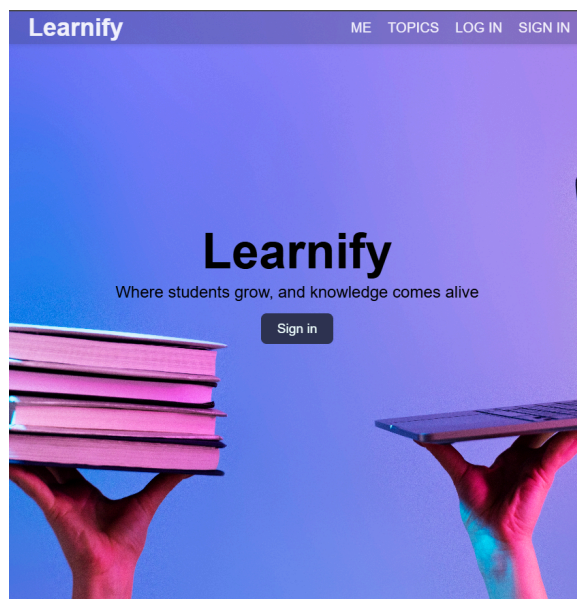 Learnify
ME TOPICS LOG IN SIGN IN
Learnify
Where students grow, and knowledge comes alive
Sign in